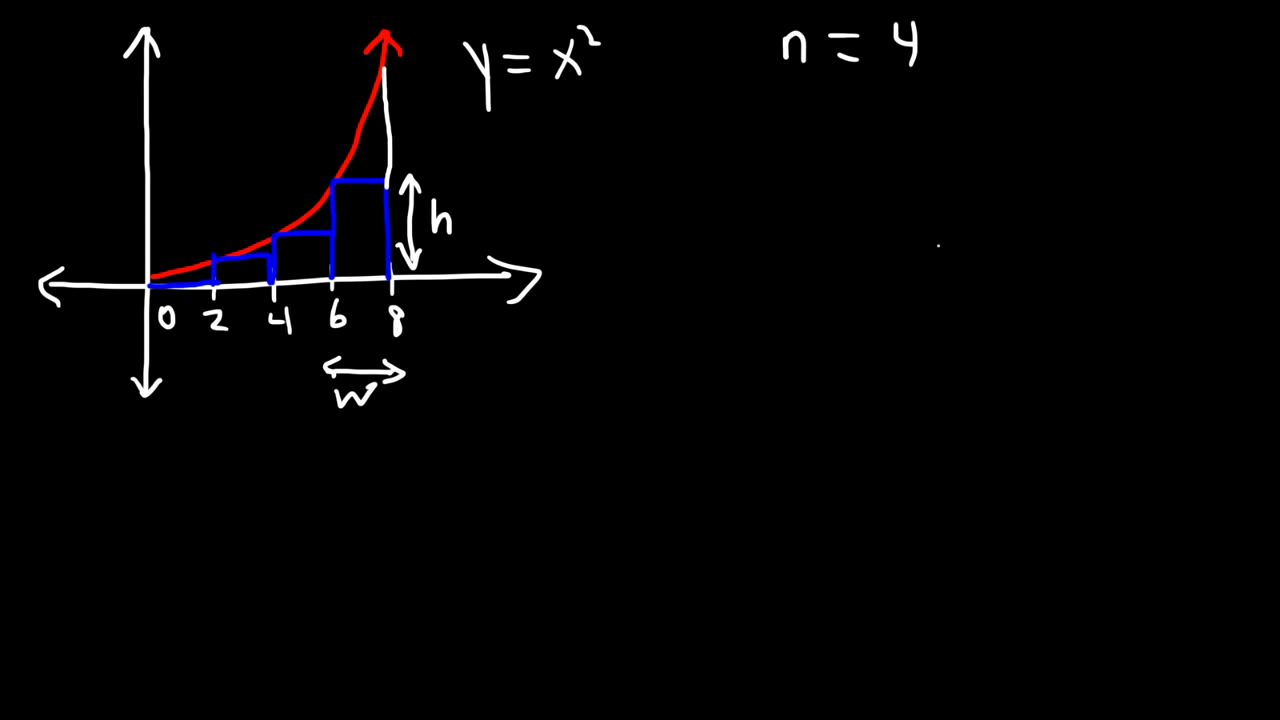 y = x²
n = 4
h
0 2 4 6 8
w